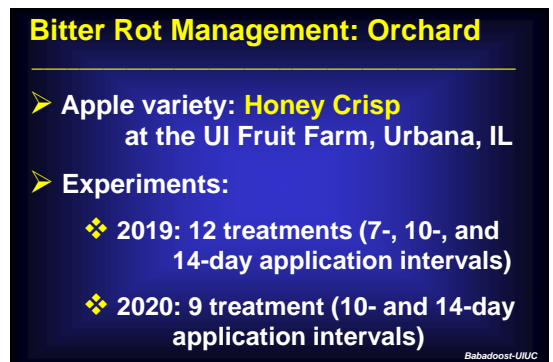 Bitter Rot Management: Orchard
Apple variety: Honey Crisp
at the UI Fruit Farm, Urbana, IL
Experiments:
2019: 12 treatments (7-, 10-, and
14-day application intervals)
2020: 9 treatment (10- and 14-day
application intervals)
Babadoost-UIUC